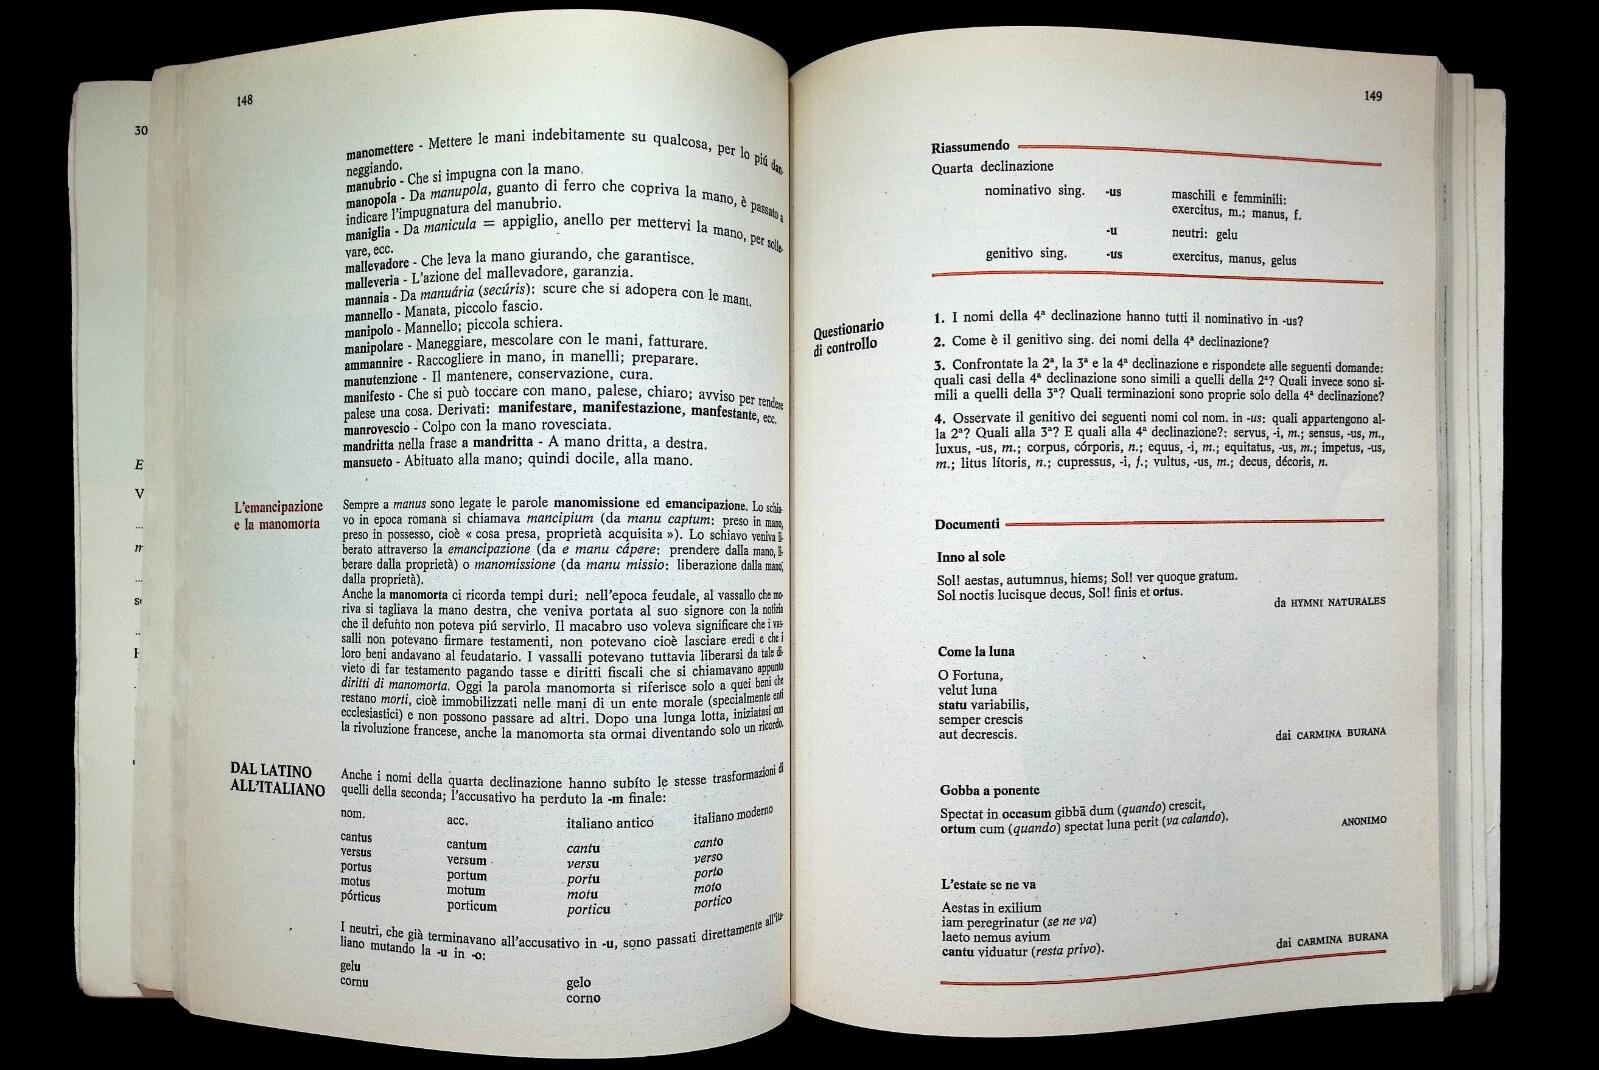 30
E
V
...
...
148
manomettere - Mettere le mani indebitamente su qualcosa, per lo piú dan-
neggiando.
manubrio - Che si impugna con la mano.
manopola - Da manupola, guanto di ferro che copriva la mano, è passato a
indicare l'impugnatura del manubrio.
maniglia - Da manicula = appiglio, anello per mettervi la mano, per solle-
vare, ecc.
mallevadore - Che leva la mano giurando, che garantisce.
malleveria - L'azione del mallevadore, garanzia.
mannaia - Da manuária (secúris): scure che si adopera con le mani.
mannello - Manata, piccolo fascio.
manipolo - Mannello; piccola schiera.
manipolare - Maneggiare, mescolare con le mani, fatturare.
ammannire - Raccogliere in mano, in manelli; preparare.
manutenzione - Il mantenere, conservazione, cura.
manifesto - Che si può toccare con mano, palese, chiaro; avviso per rendere
palese una cosa. Derivati: manifestare, manifestazione, manfestante, ecc.
manrovescio - Colpo con la mano rovesciata.
mandritta nella frase a mandritta - A mano dritta, a destra.
mansueto - Abituato alla mano; quindi docile, alla mano.
L'emancipazione
e la manomorta
Sempre a manus sono legate le parole manomissione ed emancipazione. Lo schia-
vo in epoca romana si chiamava mancipium (da manu captum: preso in mano,
preso in possesso, cioè « cosa presa, proprietà acquisita »). Lo schiavo veniva li-
berato attraverso la emancipazione (da e manu cápere: prendere dalla mano, li-
berare dalla proprietà) o manomissione (da manu missio: liberazione dalla mano,
dalla proprietà).
Anche la manomorta ci ricorda tempi duri: nell'epoca feudale, al vassallo che mo-
riva si tagliava la mano destra, che veniva portata al suo signore con la notizia
che il defunto non poteva piú servirlo. Il macabro uso voleva significare che i vas-
salli non potevano firmare testamenti, non potevano cioè lasciare eredi e che i
loro beni andavano al feudatario. I vassalli potevano tuttavia liberarsi da tale di-
vieto di far testamento pagando tasse e diritti fiscali che si chiamavano appunto
diritti di manomorta. Oggi la parola manomorta si riferisce solo a quei beni che
restano morti, cioè immobilizzati nelle mani di un ente morale (specialmente enti
ecclesiastici) e non possono passare ad altri. Dopo una lunga lotta, iniziatasi con
la rivoluzione francese, anche la manomorta sta ormai diventando solo un ricordo.
DAL LATINO
ALL'ITALIANO
Anche i nomi della quarta declinazione hanno subíto le stesse trasformazioni di
quelli della seconda; l'accusativo ha perduto la -m finale:
nom. acc. italiano antico italiano moderno
cantus cantum cantu canto
versus versum versu verso
portus portum portu porto
motus motum motu moto
pórticus porticum porticu portico
I neutri, che già terminavano all'accusativo in -u, sono passati direttamente all'ita-
liano mutando la -u in -o:
gelu gelo
cornu corno
149
Riassumendo
Quarta declinazione
nominativo sing. -us maschili e femminili:
exercitus, m.; manus, f.
-u neutri: gelu
genitivo sing. -us exercitus, manus, gelus
Questionario
di controllo
1. I nomi della 4ª declinazione hanno tutti il nominativo in -us?
2. Come è il genitivo sing. dei nomi della 4ª declinazione?
3. Confrontate la 2ª, la 3ª e la 4ª declinazione e rispondete alle seguenti domande:
quali casi della 4ª declinazione sono simili a quelli della 2ª? Quali invece sono si-
mili a quelli della 3ª? Quali terminazioni sono proprie solo della 4ª declinazione?
4. Osservate il genitivo dei seguenti nomi col nom. in -us: quali appartengono al-
la 2ª? Quali alla 3ª? E quali alla 4ª declinazione?: servus, -i, m.; sensus, -us, m.,
luxus, -us, m.; corpus, córporis, n.; equus, -i, m.; equitatus, -us, m.; impetus, -us,
m.; litus lítoris, n.; cupressus, -i, f.; vultus, -us, m.; decus, décoris, n.
Documenti
Inno al sole
Sol! aestas, autumnus, hiems; Sol! ver quoque gratum.
Sol noctis lucisque decus, Sol! finis et ortus.
da HYMNI NATURALES
Come la luna
O Fortuna,
velut luna
statu variabilis,
semper crescis
aut decrescis.
dai CARMINA BURANA
Gobba a ponente
Spectat in occasum gibbā dum (quando) crescit,
ortum cum (quando) spectat luna perit (va calando).
ANONIMO
L'estate se ne va
Aestas in exilium
iam peregrinatur (se ne va)
laeto nemus avium
cantu viduatur (resta privo).
dai CARMINA BURANA